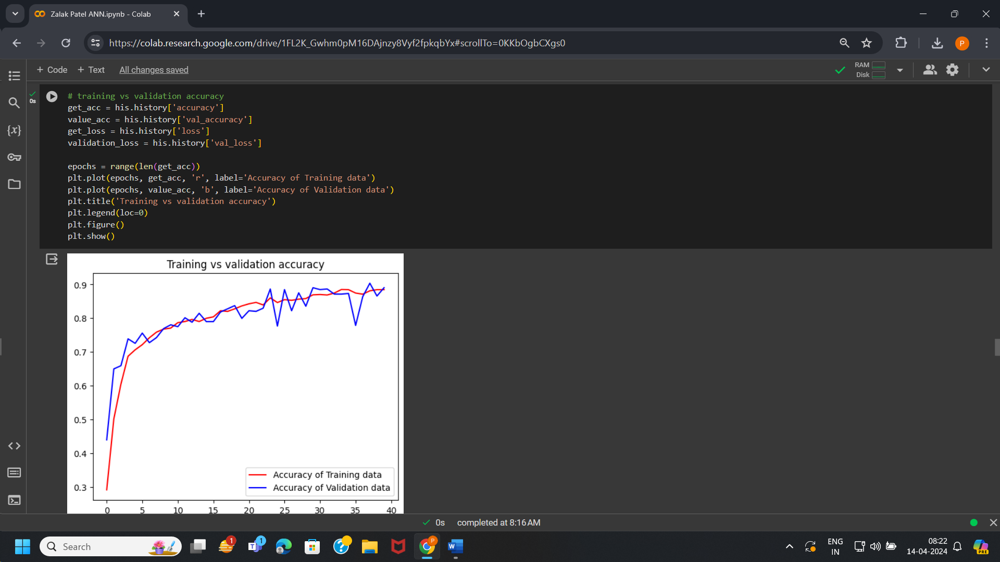 Zalak Patel ANN.ipynb - Colab
https://colab.research.google.com/drive/1FL2K_Gwhm0pM16DAjnzy8Vyf2fpkqbYx#scrollTo=0KKbOgbCXgs0
P
+ Code + Text All changes saved
RAM
Disk
0s
# training vs validation accuracy
get_acc = his.history['accuracy']
value_acc = his.history['val_accuracy']
get_loss = his.history['loss']
validation_loss = his.history['val_loss']
epochs = range(len(get_acc))
plt.plot(epochs, get_acc, 'r', label='Accuracy of Training data')
plt.plot(epochs, value_acc, 'b', label='Accuracy of Validation data')
plt.title('Training vs validation accuracy')
plt.legend(loc=0)
plt.figure()
plt.show()
{x}
Training vs validation accuracy
0.9
0.8
0.7
0.6
0.5
0.4
0.3
Accuracy of Training data
Accuracy of Validation data
0 5 10 15 20 25 30 35 40
0s completed at 8:16 AM
Search
1
1
T
P
W
ENG
IN
08:22
14-04-2024
PRE